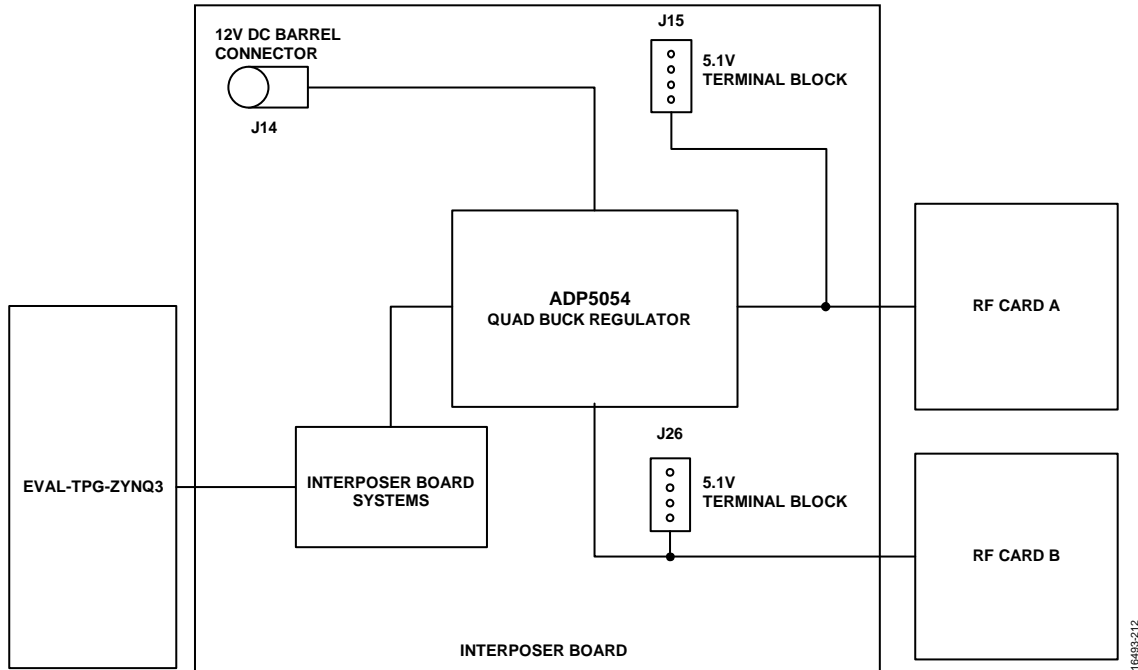 12V DC BARREL
CONNECTOR
J14
J15
5.1V
TERMINAL BLOCK
ADP5054
QUAD BUCK REGULATOR
RF CARD A
EVAL-TPG-ZYNQ3
INTERPOSER BOARD
SYSTEMS
J26
5.1V
TERMINAL BLOCK
RF CARD B
INTERPOSER BOARD
16493-212